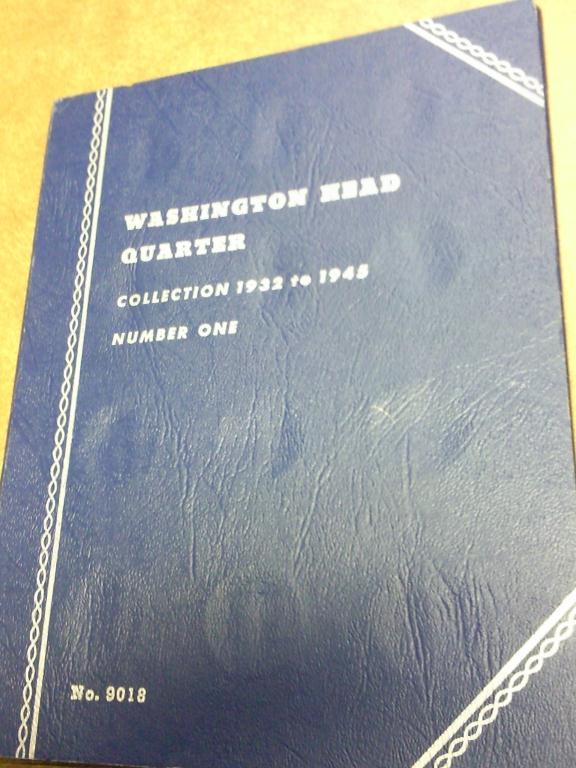 WASHINGTON HEAD
QUARTER
COLLECTION 1932 to 1945
NUMBER ONE
No. 9018